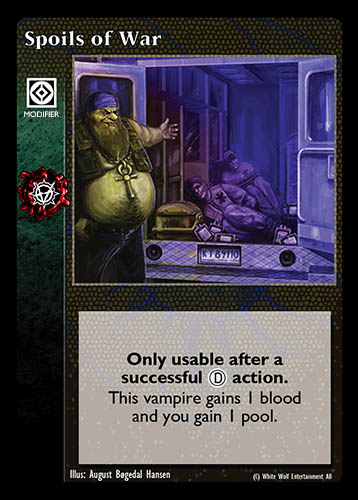 Spoils of War
MODIFIER
Only usable after a
successful Ⓓ action.
This vampire gains 1 blood
and you gain 1 pool.
Illus: August Bøgedal Hansen
(C) White Wolf Entertainment AB